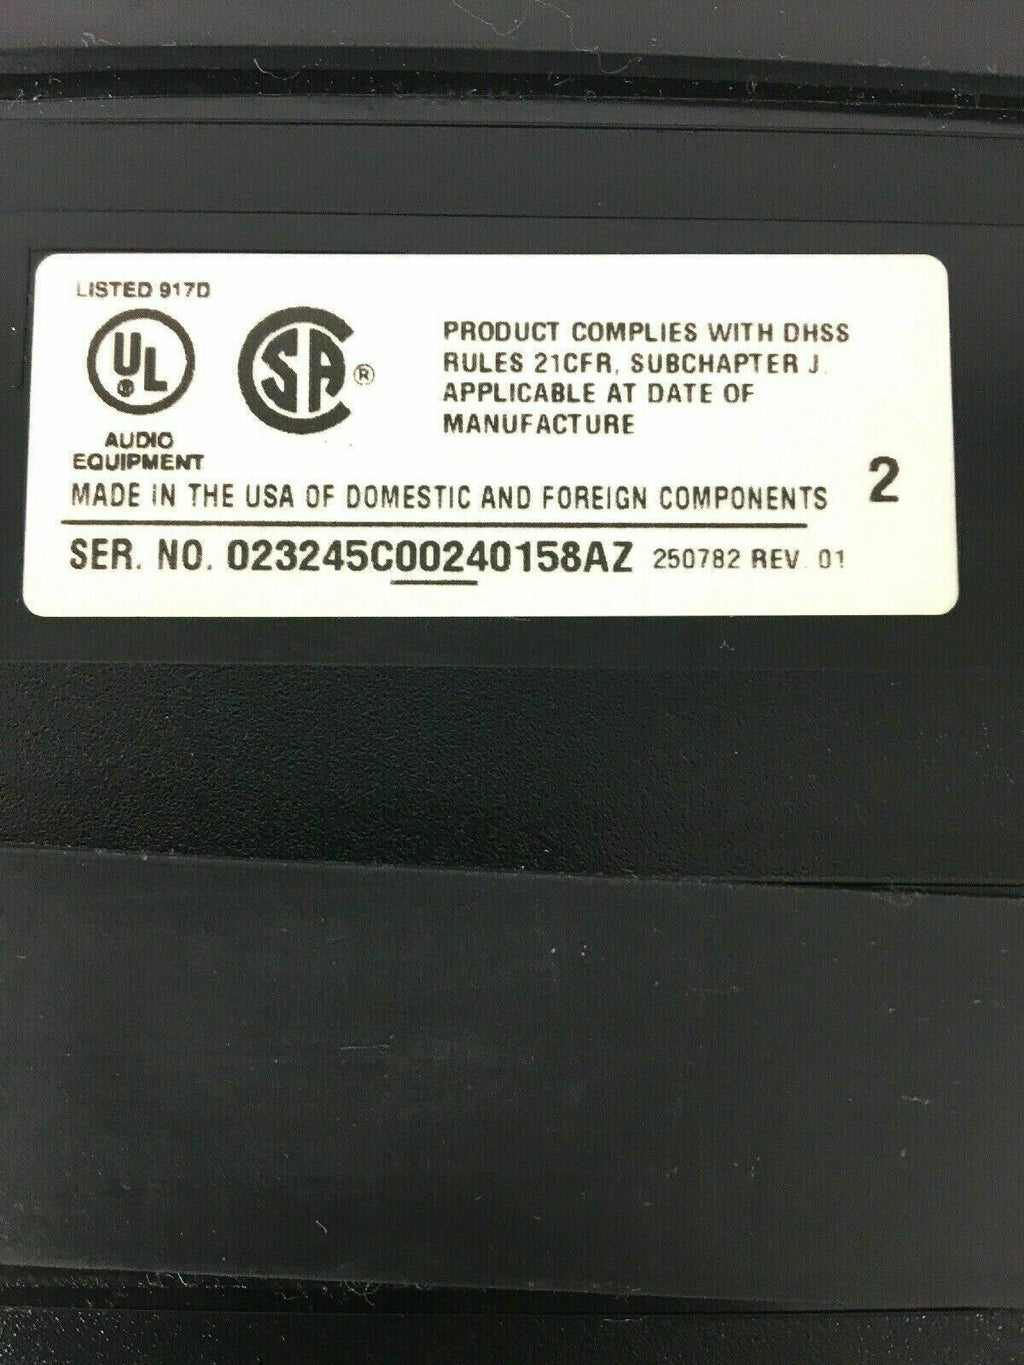 LISTED 917D
UL
AUDIO
EQUIPMENT
CSA ®
PRODUCT COMPLIES WITH DHSS
RULES 21CFR, SUBCHAPTER J.
APPLICABLE AT DATE OF
MANUFACTURE
MADE IN THE USA OF DOMESTIC AND FOREIGN COMPONENTS
2
SER. NO. 023245C00240158AZ 250782 REV. 01